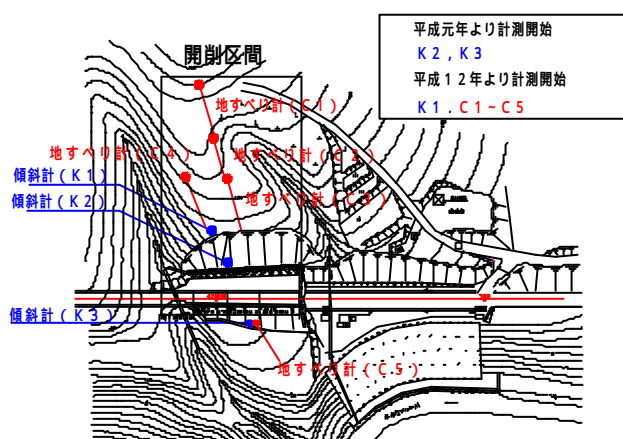 平成元年より計測開始
K2,K3
平成12年より計測開始
K1,C1~C5
開削区間
地すべり計(C1)
地すべり計(C4)
地すべり計(C2)
傾斜計(K1)
地すべり計(C3)
傾斜計(K2)
傾斜計(K3)
地すべり計(C5)